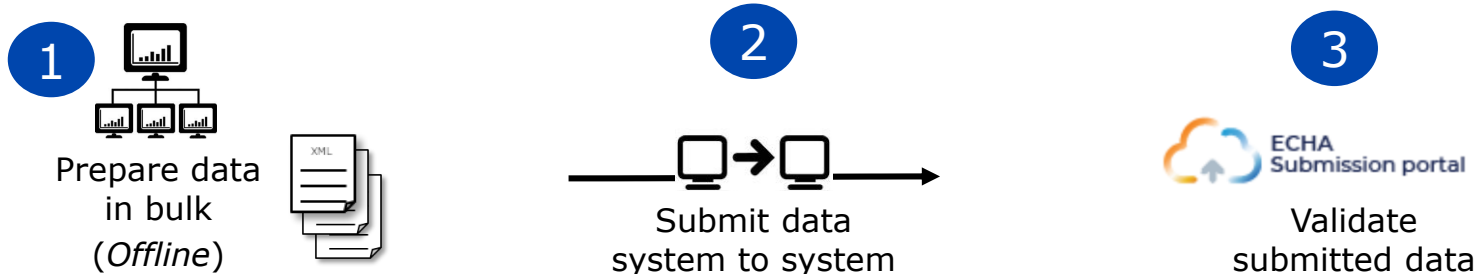 1
Prepare data
in bulk
(Offline)
XML
2
Submit data
system to system
3
ECHA
Submission portal
Validate
submitted data